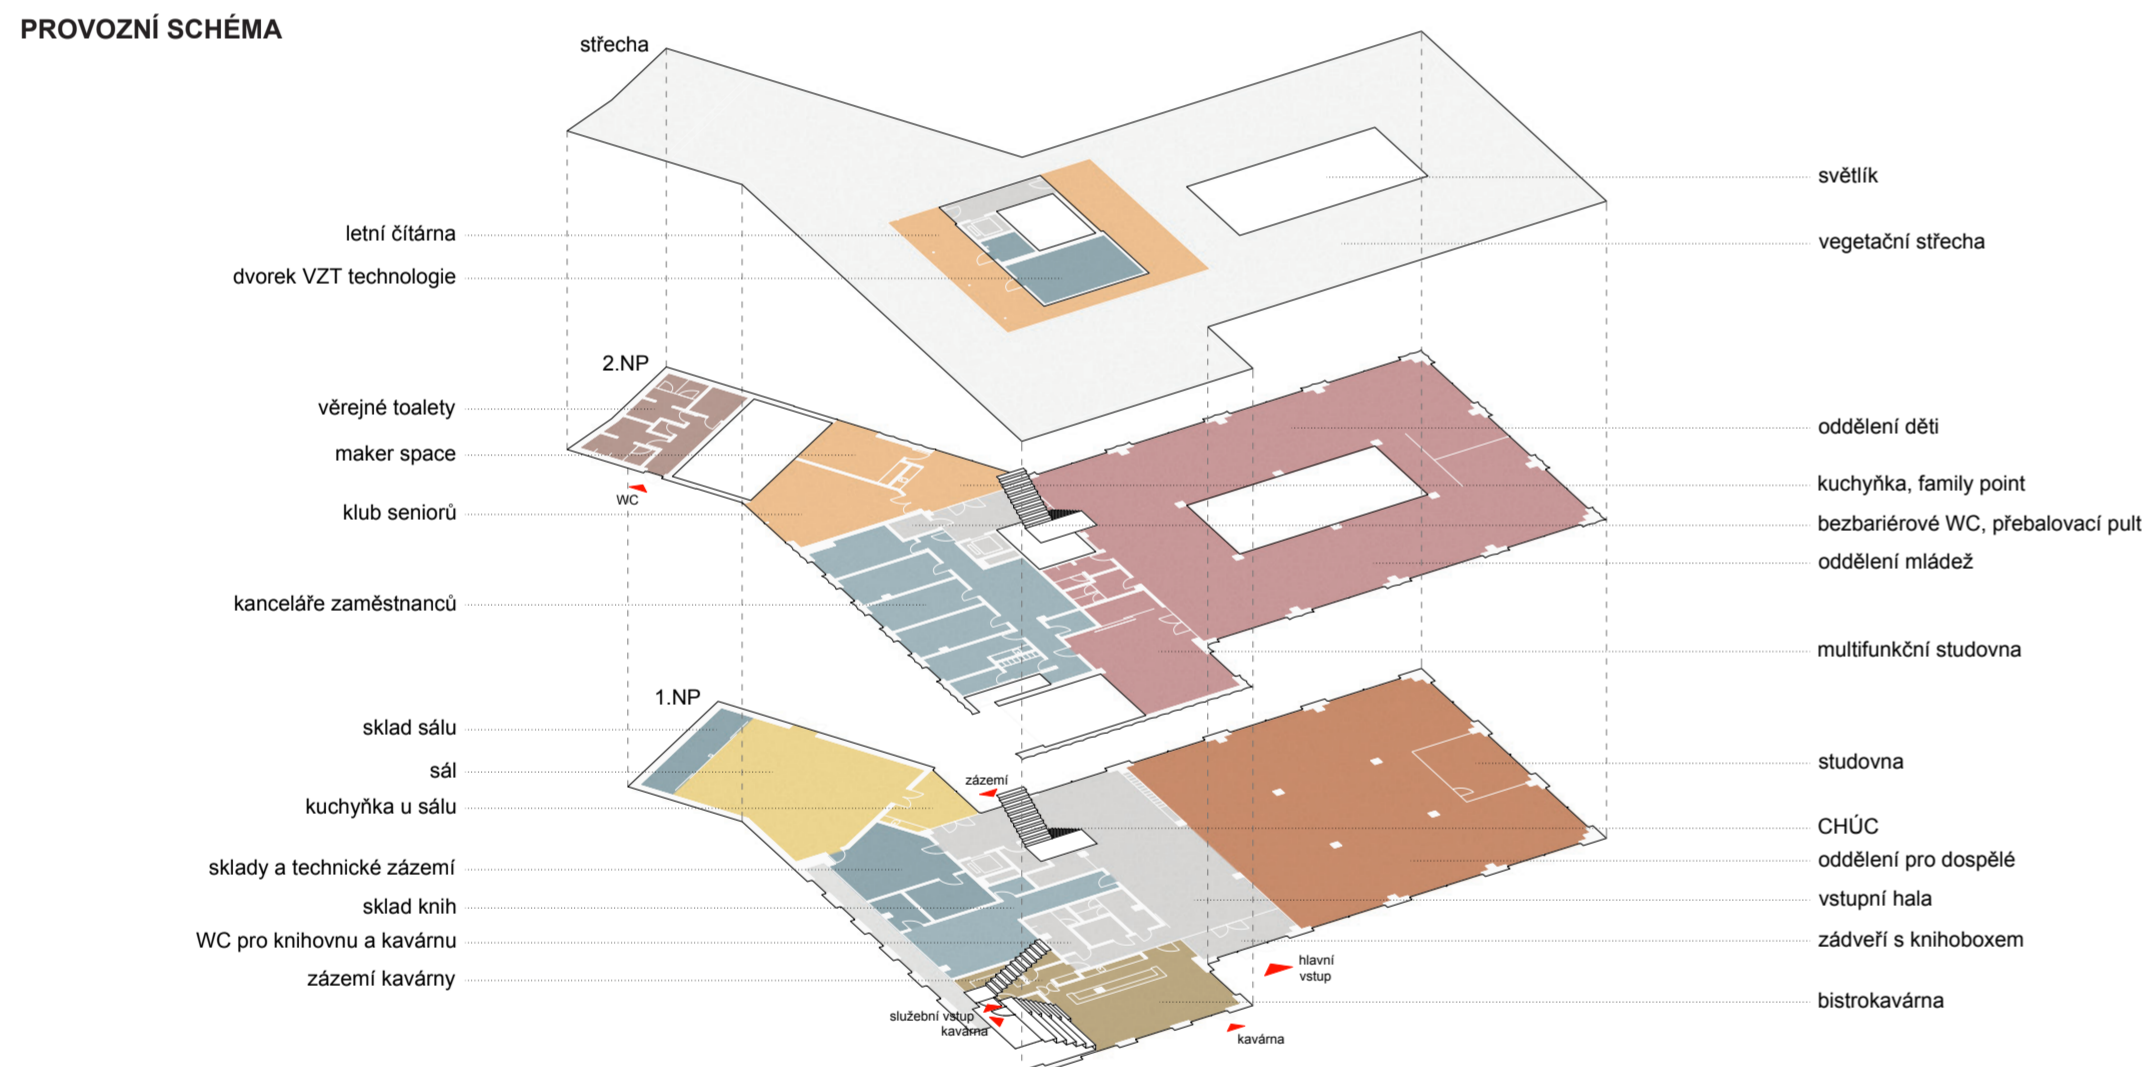 PROVOZNÍ SCHÉMA
střecha
světlík
letní čítárna
vegetační střecha
dvorek VZT technologie
2.NP
věrejné toalety
oddělení děti
maker space
kuchyňka, family point
WC
klub seniorů
bezbariérové WC, přebalovací pult
oddělení mládež
kanceláře zaměstnanců
multifunkční studovna
1.NP
sklad sálu
studovna
sál
zázemí
kuchyňka u sálu
CHÚC
oddělení pro dospělé
sklady a technické zázemí
vstupní hala
sklad knih
WC pro knihovnu a kavárnu
zádveří s knihoboxem
hlavní
vstup
zázemí kavárny
bistrokavárna
služební vstup
kavárna
kavárna